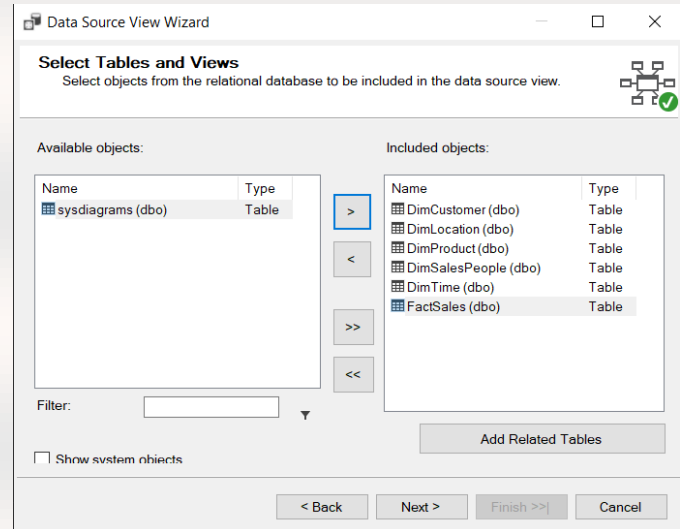 Data Source View Wizard
Select Tables and Views
Select objects from the relational database to be included in the data source view.
Available objects:
Name Type
sysdiagrams (dbo) Table
Filter:
Show system objects
>
<
>>
<<
Included objects:
Name Type
DimCustomer (dbo) Table
DimLocation (dbo) Table
DimProduct (dbo) Table
DimSalesPeople (dbo) Table
DimTime (dbo) Table
FactSales (dbo) Table
Add Related Tables
< Back Next > Finish >>| Cancel